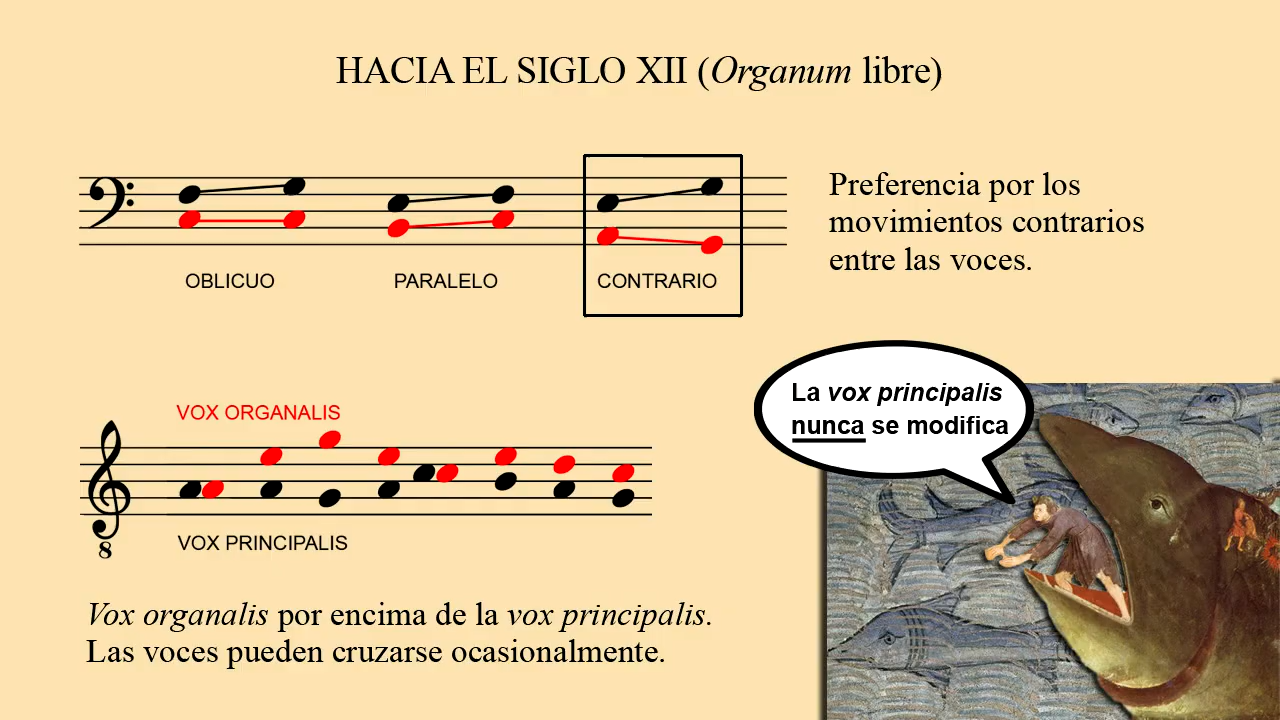 HACIA EL SIGLO XII (Organum libre)
OBLICUO
PARALELO
CONTRARIO
Preferencia por los
movimientos contrarios
entre las voces.
La vox principalis
nunca se modifica
VOX ORGANALIS
8
VOX PRINCIPALIS
Vox organalis por encima de la vox principalis.
Las voces pueden cruzarse ocasionalmente.